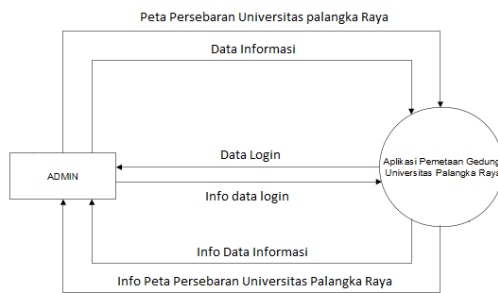 Peta Persebaran Universitas palangka Raya
Data Informasi
Data Login
ADMIN
Aplikasi Pemetaan Gedung
Universitas Palangka Raya
Info data login
Info Data Informasi
Info Peta Persebaran Universitas Palangka Raya